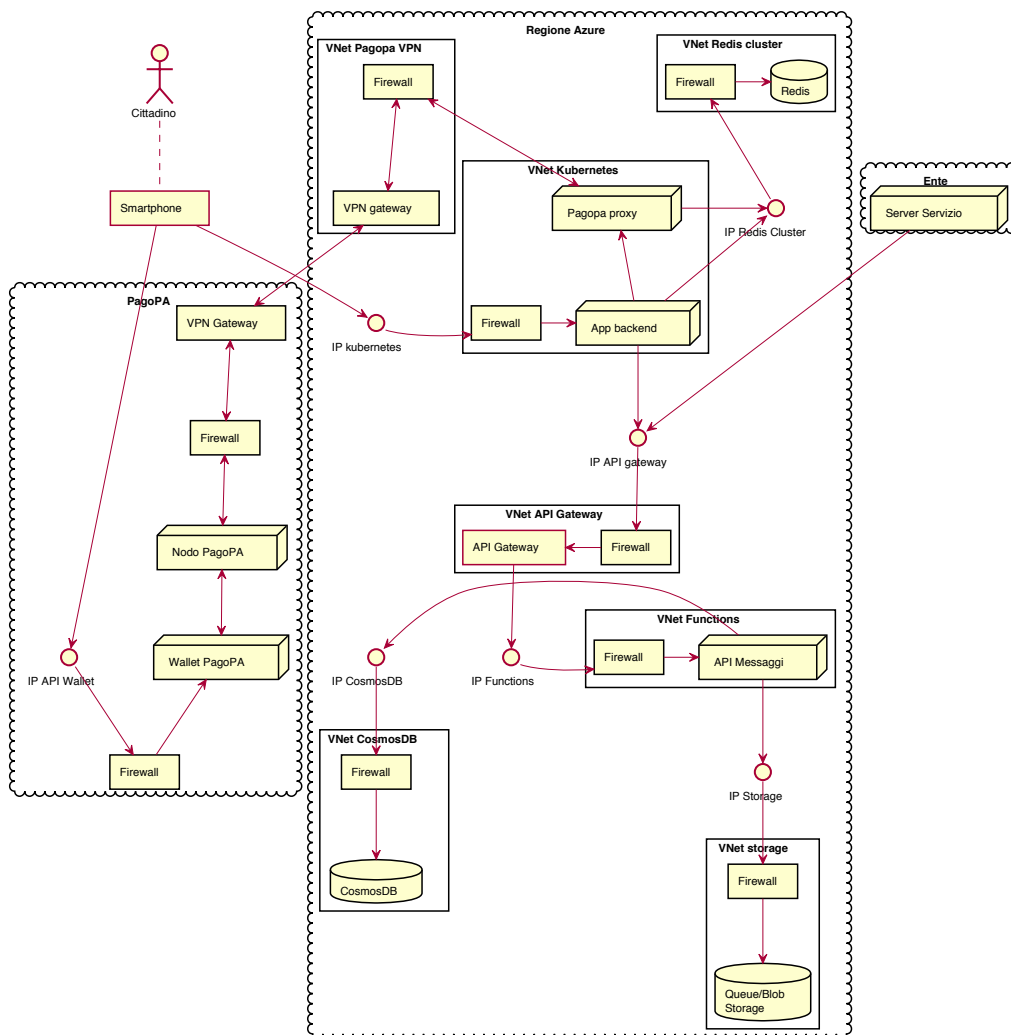 Regione Azure
VNet Pagopa VPN
VNet Redis cluster
Firewall
Firewall
Redis
Cittadino
VNet Kubernetes
Ente
Smartphone
VPN gateway
Pagopa proxy
IP Redis Cluster
Server Servizio
PagoPA
VPN Gateway
IP kubernetes
Firewall
App backend
Firewall
IP API gateway
VNet API Gateway
Nodo PagoPA
API Gateway
Firewall
VNet Functions
Wallet PagoPA
IP API Wallet
IP CosmosDB
IP Functions
Firewall
API Messaggi
VNet CosmosDB
Firewall
Firewall
IP Storage
VNet storage
CosmosDB
Firewall
Queue/Blob
Storage